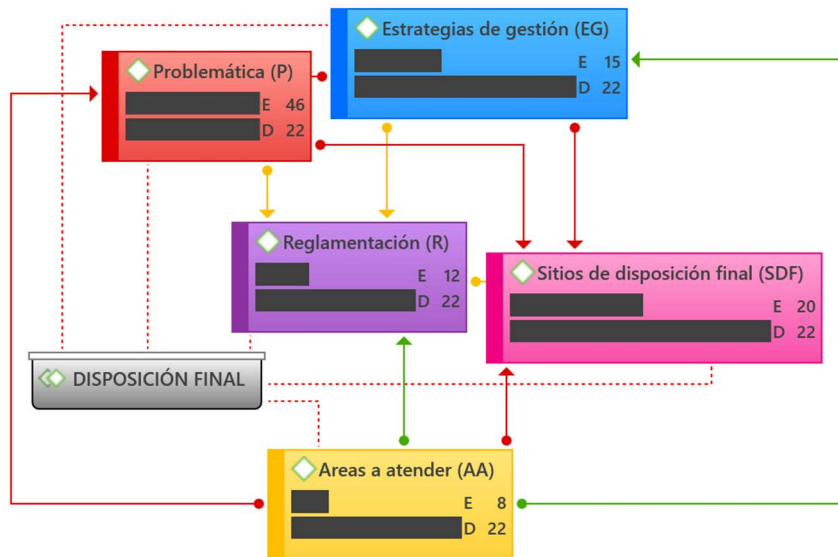 Estrategias de gestión (EG)
E 15
D 22
Problemática (P)
E 46
D 22
Reglamentación (R)
E 12
D 22
Sitios de disposición final (SDF)
E 20
D 22
DISPOSICIÓN FINAL
Areas a atender (AA)
E 8
D 22